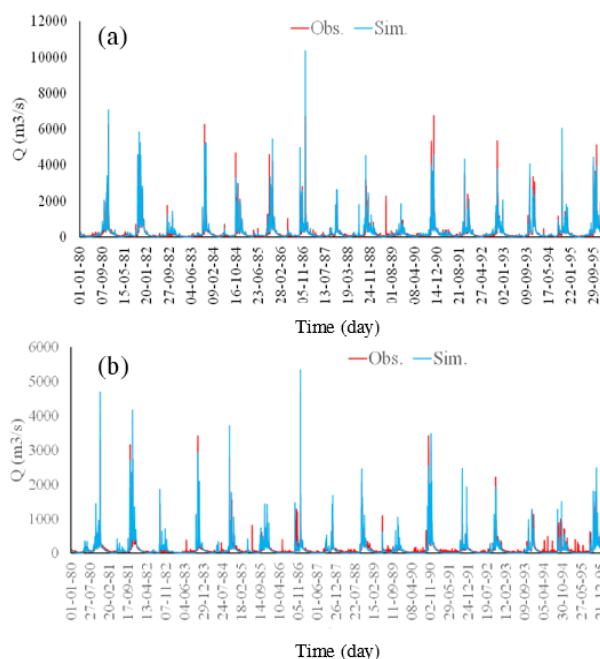 (a)
Obs. Sim.
Q (m3/s)
12000
10000
8000
6000
4000
2000
0
01-01-80 07-09-80 15-05-81 20-01-82 27-09-82 04-06-83 09-02-84 16-10-84 23-06-85 28-02-86 05-11-86 13-07-87 19-03-88 24-11-88 01-08-89 08-04-90 14-12-90 21-08-91 27-04-92 02-01-93 09-09-93 17-05-94 22-01-95 29-09-95
Time (day)
(b)
Obs. Sim.
Q (m3/s)
6000
5000
4000
3000
2000
1000
0
01-01-80 27-07-80 20-02-81 17-09-81 13-04-82 07-11-82 04-06-83 29-12-83 24-07-84 18-02-85 14-09-85 10-04-86 05-11-86 01-06-87 26-12-87 22-07-88 15-02-89 11-09-89 08-04-90 02-11-90 29-05-91 24-12-91 19-07-92 12-02-93 09-09-93 05-04-94 30-10-94 27-05-95 21-12-95
Time (day)